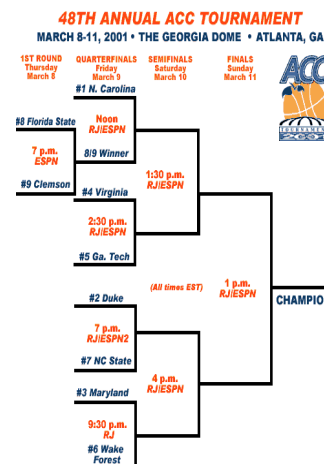 48TH ANNUAL ACC TOURNAMENT
MARCH 8-11, 2001 • THE GEORGIA DOME • ATLANTA, GA
1ST ROUND
Thursday
March 8
QUARTERFINALS
Friday
March 9
SEMIFINALS
Saturday
March 10
FINALS
Sunday
March 11
ACC
TOURNAMENT
#1 N. Carolina
#8 Florida State
Noon
RJ/ESPN
7 p.m.
ESPN
8/9 Winner
#9 Clemson
1:30 p.m.
RJ/ESPN
#4 Virginia
2:30 p.m.
RJ/ESPN
#5 Ga. Tech
(All times EST)
1 p.m.
RJ/ESPN
CHAMPIO
#2 Duke
7 p.m.
RJ/ESPN2
#7 NC State
4 p.m.
RJ/ESPN
#3 Maryland
9:30 p.m.
RJ
#6 Wake
Forest